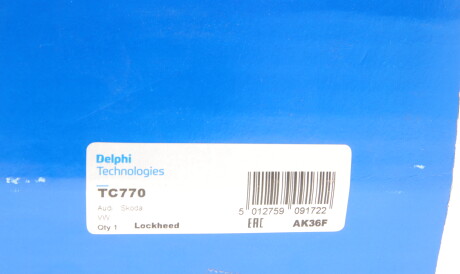 Delphi
Technologies
TC770
Audi Skoda
VW
Qty 1 Lockheed
5 012759 091722
EAC AK36F